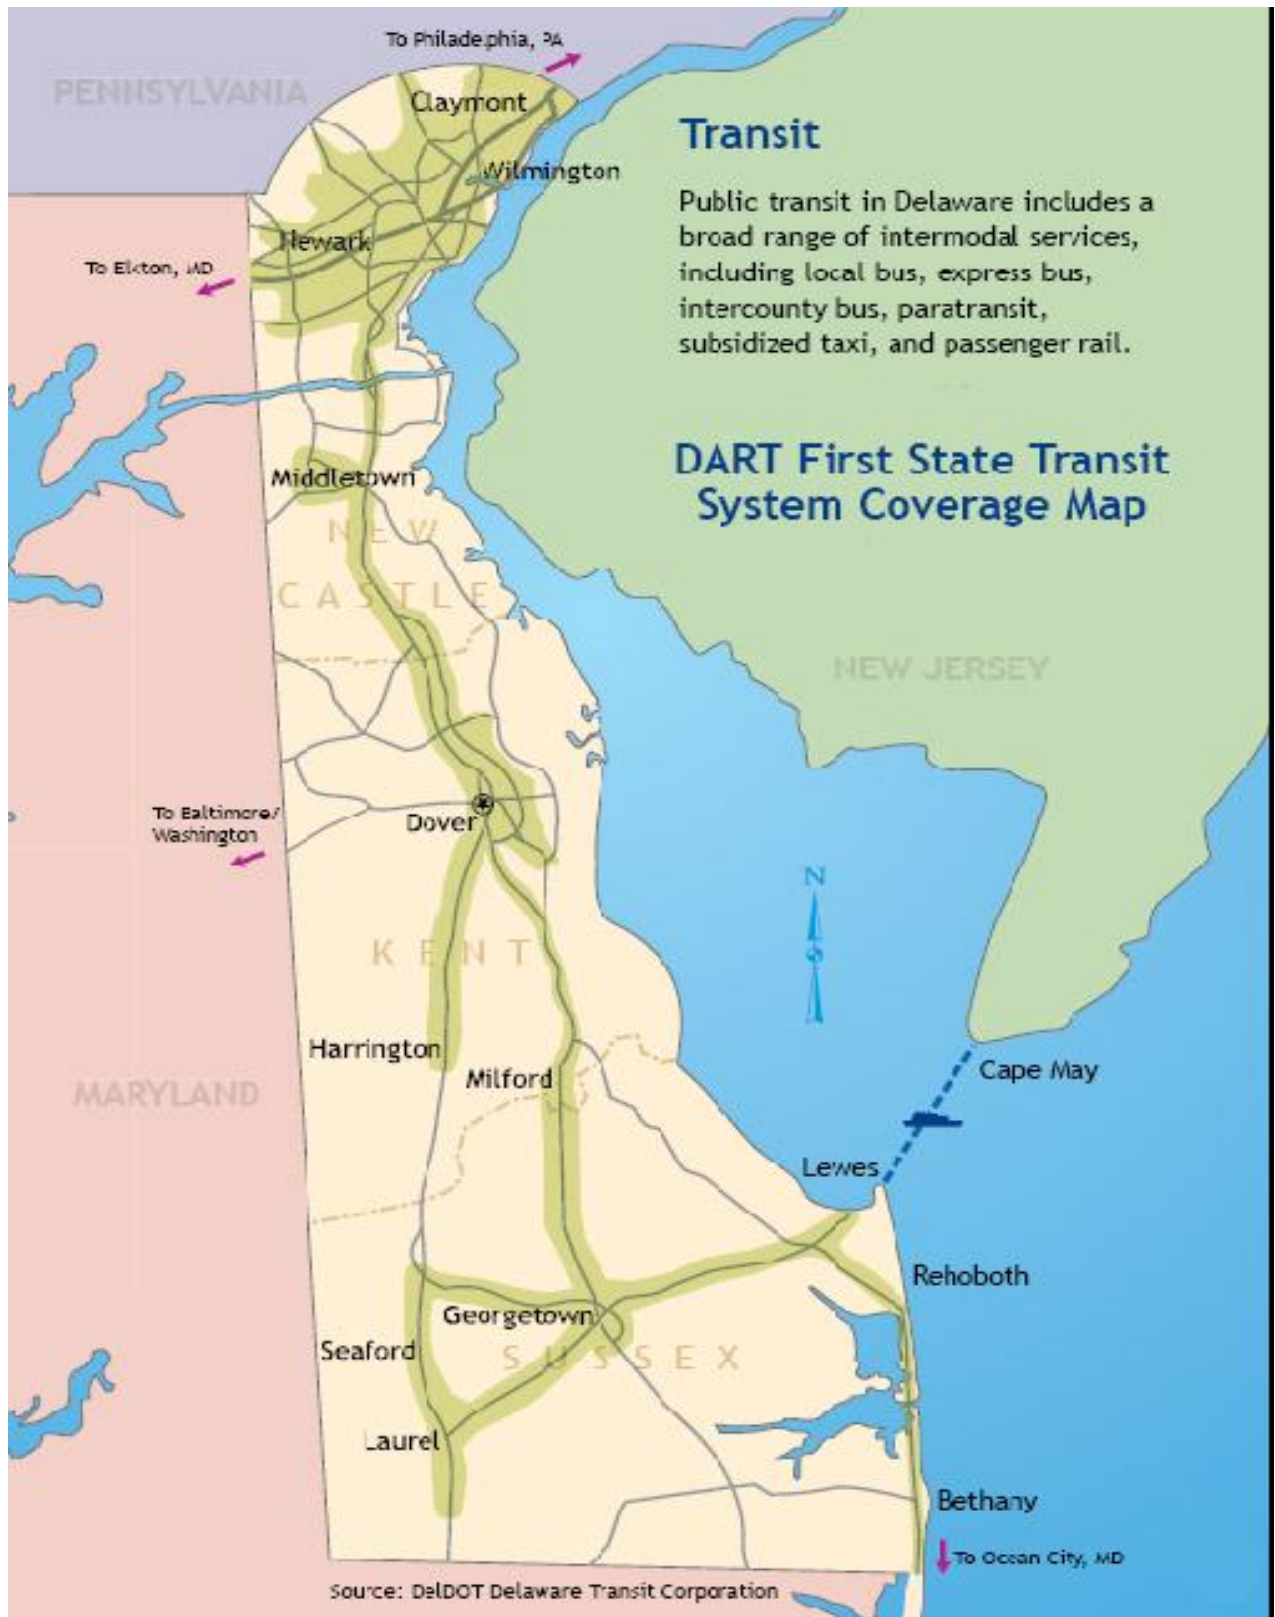 To Philadelphia, PA
PENNSYLVANIA
Claymont
Transit
Wilmington
Public transit in Delaware includes a
broad range of intermodal services,
including local bus, express bus,
intercounty bus, paratransit,
subsidized taxi, and passenger rail.
Newark
To Elkton, MD
DART First State Transit
System Coverage Map
Middletown
NEW
CASTLE
NEW JERSEY
To Baltimore/
Washington
Dover
N
KENT
Harrington
Milford
Cape May
MARYLAND
Lewes
Rehoboth
Georgetown
Seaford
SUSSEX
Laurel
Bethany
To Ocean City, MD
Source: DelDOT Delaware Transit Corporation